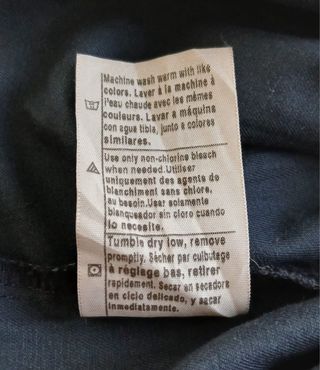 Machine wash warm with like
colors. Laver à la machine à
l'eau chaude avec les mêmes
couleurs. Lavar a máquina
con agua tibia, junto a colores
similares.
Use only non-chlorine bleach
when needed.Utiliser
uniquement des agents de
blanchiment sans chlore,
au besoin.Usar solamente
blanqueador sin cloro cuando
lo necesite.
Tumble dry low, remove
promptly. Sécher par culbutage
à réglage bas, retirer
rapidement. Secar en secadora
en ciclo delicado, y sacar
inmediatamente.